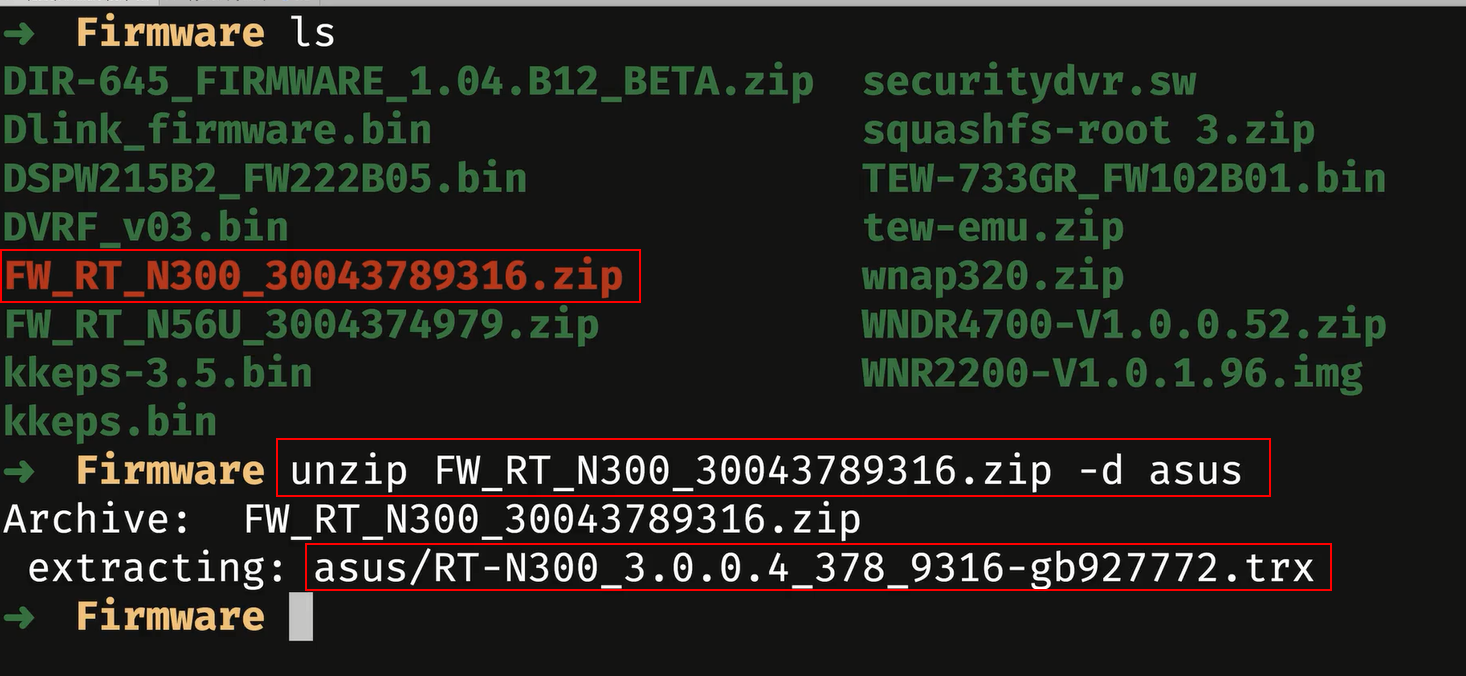 ➜ Firmware ls
DIR-645_FIRMWARE_1.04.B12_BETA.zip securitydvr.sw
Dlink_firmware.bin squashfs-root 3.zip
DSPW215B2_FW222B05.bin TEW-733GR_FW102B01.bin
DVRF_v03.bin tew-emu.zip
FW_RT_N300_30043789316.zip wnap320.zip
FW_RT_N56U_3004374979.zip WNDR4700-V1.0.0.52.zip
kkeps-3.5.bin WNR2200-V1.0.1.96.img
kkeps.bin
➜ Firmware unzip FW_RT_N300_30043789316.zip -d asus
Archive: FW_RT_N300_30043789316.zip
extracting: asus/RT-N300_3.0.0.4_378_9316-gb927772.trx
➜ Firmware